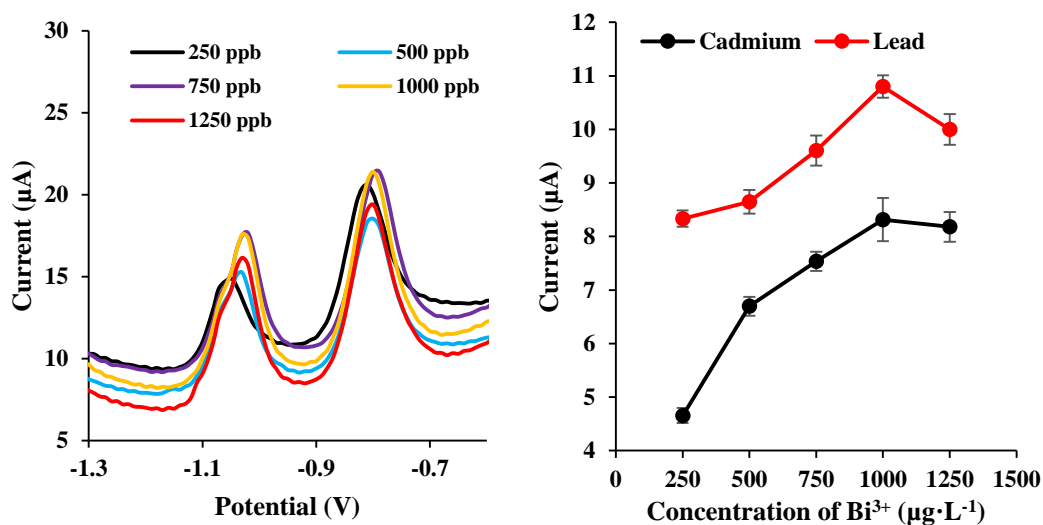 30
25
20
15
10
5
Current (µA)
250 ppb
500 ppb
750 ppb
1000 ppb
1250 ppb
-1.3
-1.1
-0.9
-0.7
Potential (V)
12
11
10
9
8
7
6
5
4
Current (µA)
Cadmium
Lead
0
250
500
750
1000
1250
1500
Concentration of Bi³⁺ (µg·L⁻¹)